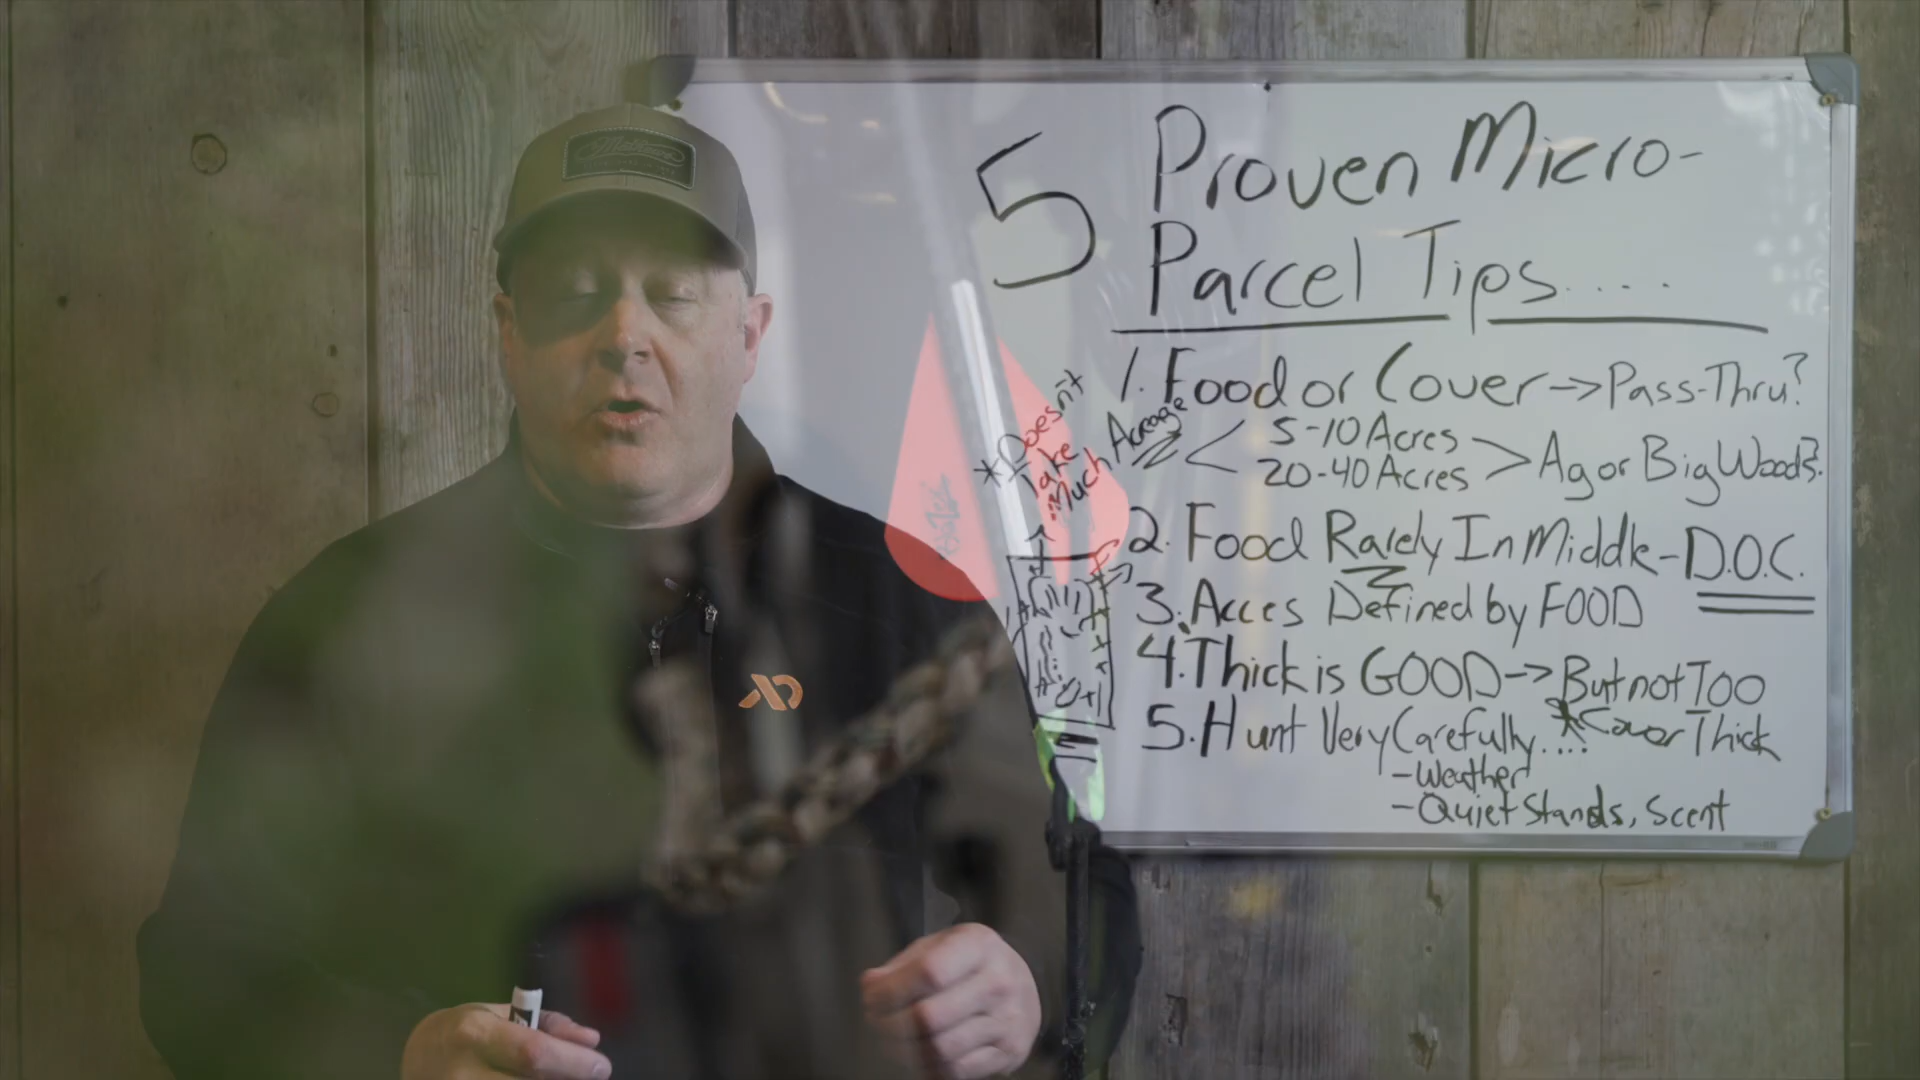 Mathews
5 Proven Micro-
Parcel Tips.....
1. Food or Cover -> Pass-Thru?
* Doesn't
Take
Much Acreage
< 5-10 Acres
20-40 Acres > Ag or Big Woods?
2. Food Rarely In Middle - D.O.C.
3. Acces Defined by FOOD
4. Thick is GOOD -> But not Too
Thick
5. Hunt Very Carefully....
- Weather
- Quiet Stands, Scent